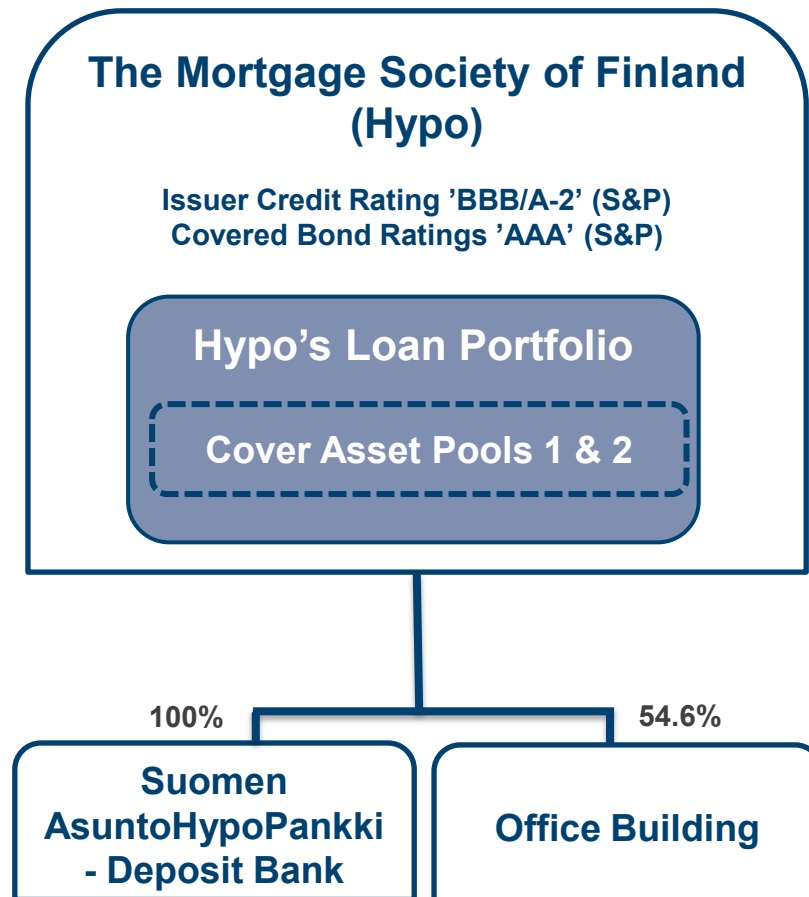 The Mortgage Society of Finland
(Hypo)
Issuer Credit Rating ’BBB/A-2’ (S&P)
Covered Bond Ratings ’AAA’ (S&P)
Hypo’s Loan Portfolio
Cover Asset Pools 1 & 2
100%
54.6%
Suomen
AsuntoHypoPankki
- Deposit Bank
Office Building